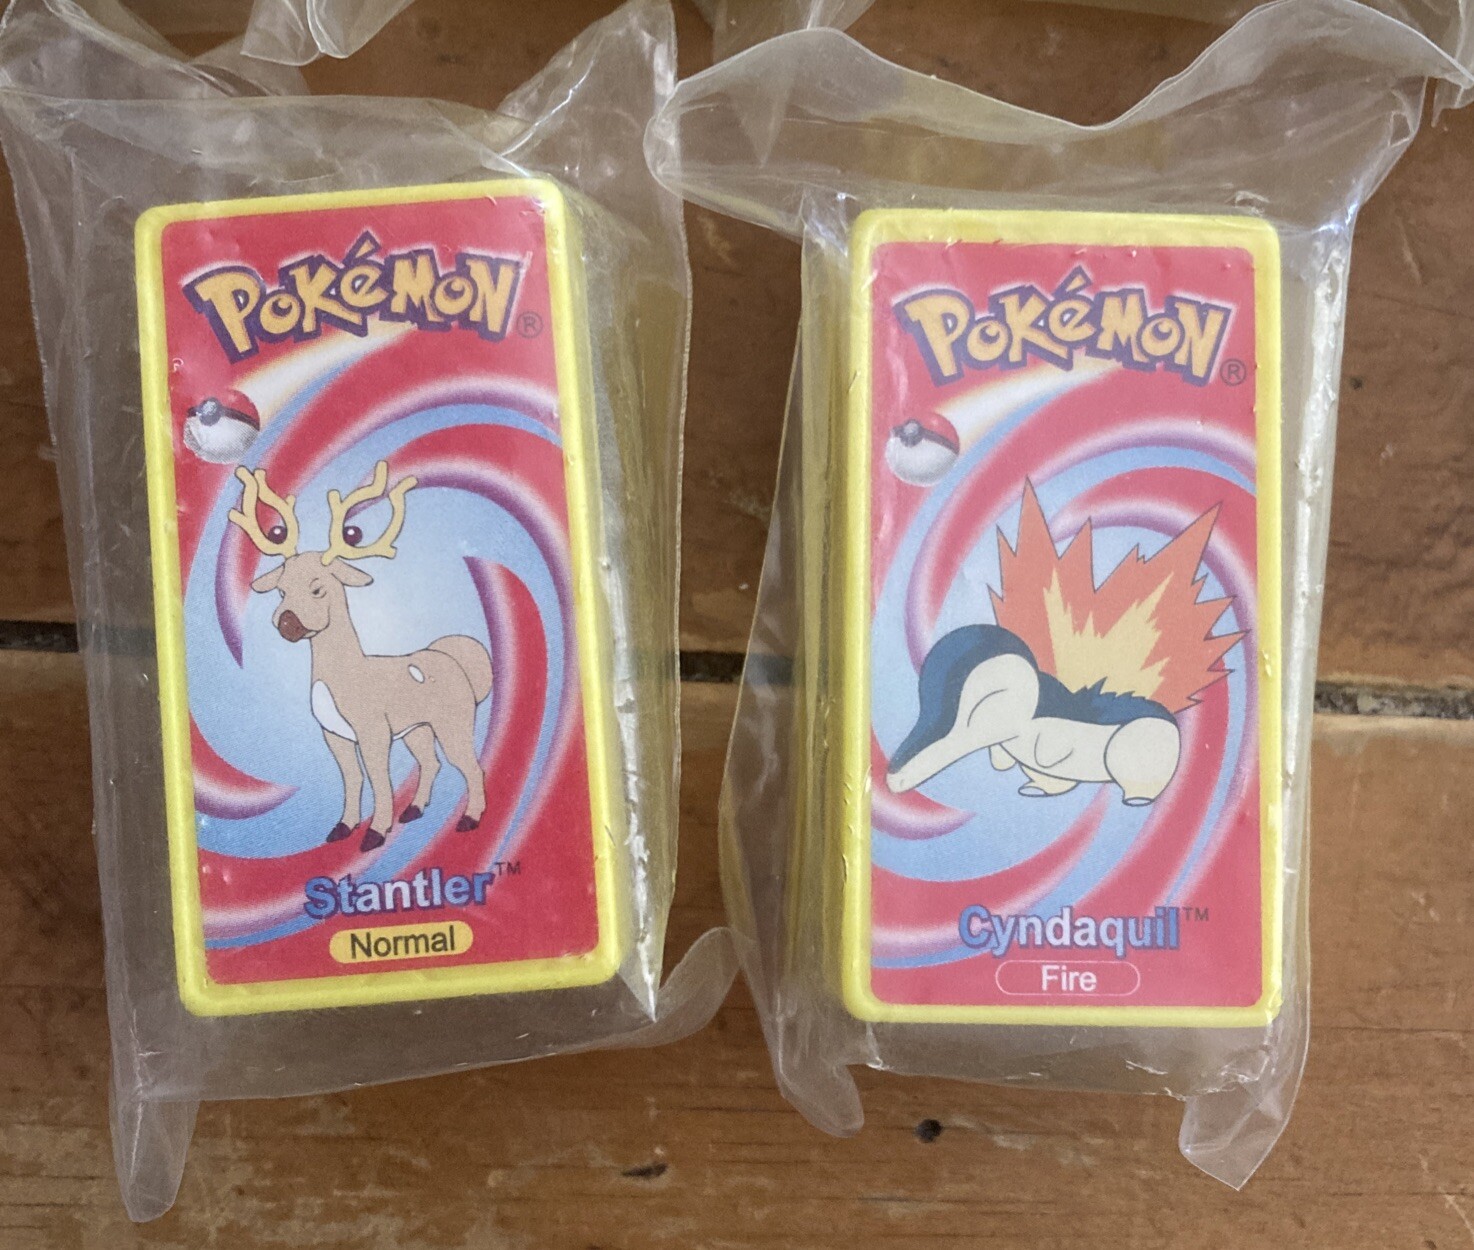 Pokémon®
Stantler™
Normal
Pokémon®
Cyndaquil™
Fire